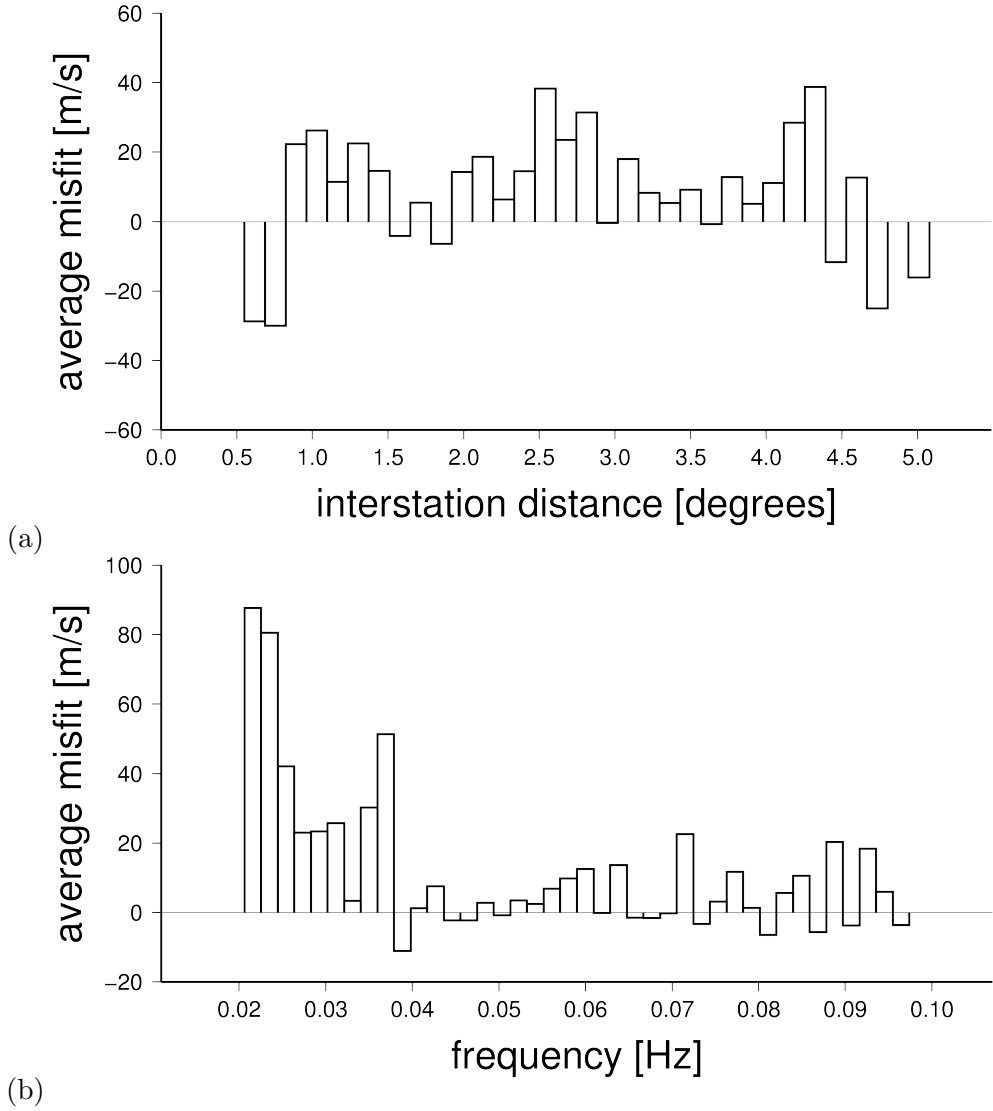 60
40
20
0
−20
−40
−60
average misfit [m/s]
0.0 0.5 1.0 1.5 2.0 2.5 3.0 3.5 4.0 4.5 5.0
interstation distance [degrees]
(a)
100
80
60
40
20
0
−20
average misfit [m/s]
0.02 0.03 0.04 0.05 0.06 0.07 0.08 0.09 0.10
frequency [Hz]
(b)